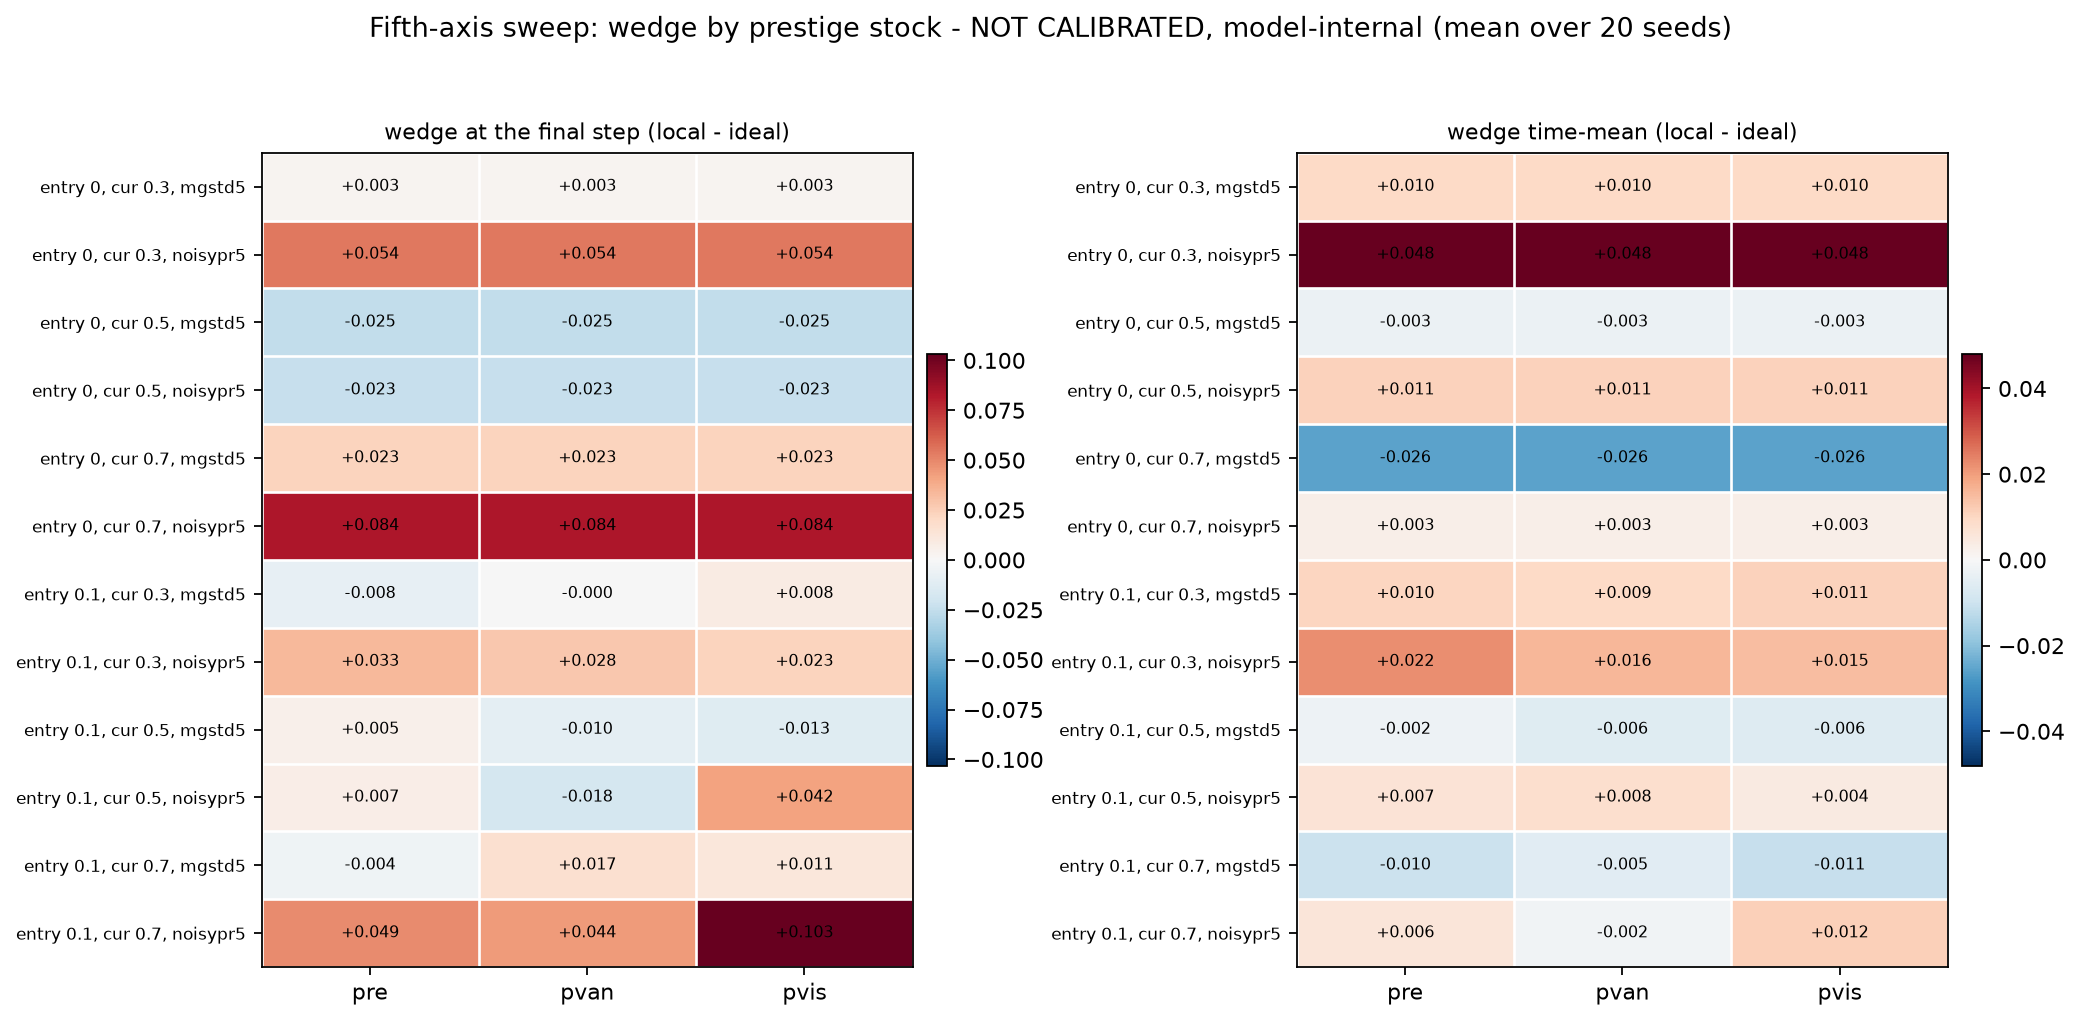 Fifth-axis sweep: wedge by prestige stock - NOT CALIBRATED, model-internal (mean over 20 seeds)
wedge at the final step (local - ideal)
entry 0, cur 0.3, mgstd5 +0.003 +0.003 +0.003
entry 0, cur 0.3, noisypr5 +0.054 +0.054 +0.054
entry 0, cur 0.5, mgstd5 -0.025 -0.025 -0.025
entry 0, cur 0.5, noisypr5 -0.023 -0.023 -0.023
entry 0, cur 0.7, mgstd5 +0.023 +0.023 +0.023
entry 0, cur 0.7, noisypr5 +0.084 +0.084 +0.084
entry 0.1, cur 0.3, mgstd5 -0.008 -0.000 +0.008
entry 0.1, cur 0.3, noisypr5 +0.033 +0.028 +0.023
entry 0.1, cur 0.5, mgstd5 +0.005 -0.010 -0.013
entry 0.1, cur 0.5, noisypr5 +0.007 -0.018 +0.042
entry 0.1, cur 0.7, mgstd5 -0.004 +0.017 +0.011
entry 0.1, cur 0.7, noisypr5 +0.049 +0.044 +0.103
pre pvan pvis
0.100
0.075
0.050
0.025
0.000
−0.025
−0.050
−0.075
−0.100
wedge time-mean (local - ideal)
entry 0, cur 0.3, mgstd5 +0.010 +0.010 +0.010
entry 0, cur 0.3, noisypr5 +0.048 +0.048 +0.048
entry 0, cur 0.5, mgstd5 -0.003 -0.003 -0.003
entry 0, cur 0.5, noisypr5 +0.011 +0.011 +0.011
entry 0, cur 0.7, mgstd5 -0.026 -0.026 -0.026
entry 0, cur 0.7, noisypr5 +0.003 +0.003 +0.003
entry 0.1, cur 0.3, mgstd5 +0.010 +0.009 +0.011
entry 0.1, cur 0.3, noisypr5 +0.022 +0.016 +0.015
entry 0.1, cur 0.5, mgstd5 -0.002 -0.006 -0.006
entry 0.1, cur 0.5, noisypr5 +0.007 +0.008 +0.004
entry 0.1, cur 0.7, mgstd5 -0.010 -0.005 -0.011
entry 0.1, cur 0.7, noisypr5 +0.006 -0.002 +0.012
pre pvan pvis
0.04
0.02
0.00
−0.02
−0.04